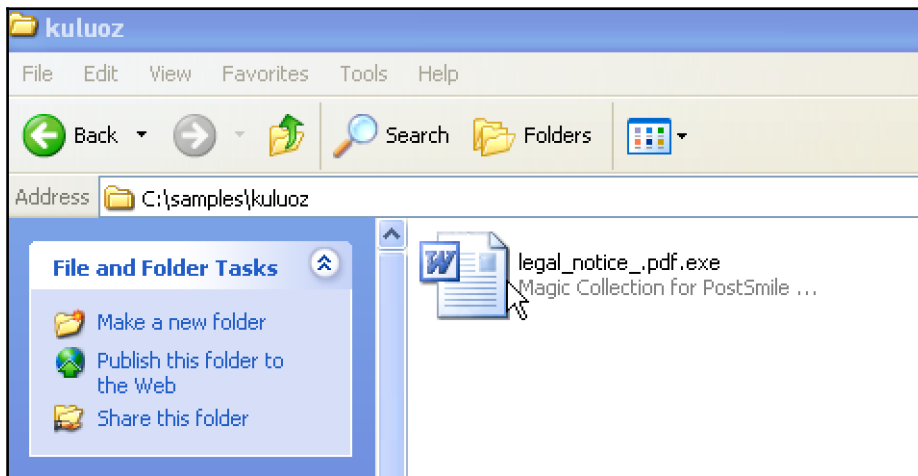 kuluoz
File Edit View Favorites Tools Help
Back Search Folders
Address C:\samples\kuluoz
File and Folder Tasks
Make a new folder
Publish this folder to
the Web
Share this folder
W
legal_notice_.pdf.exe
Magic Collection for PostSmile ...